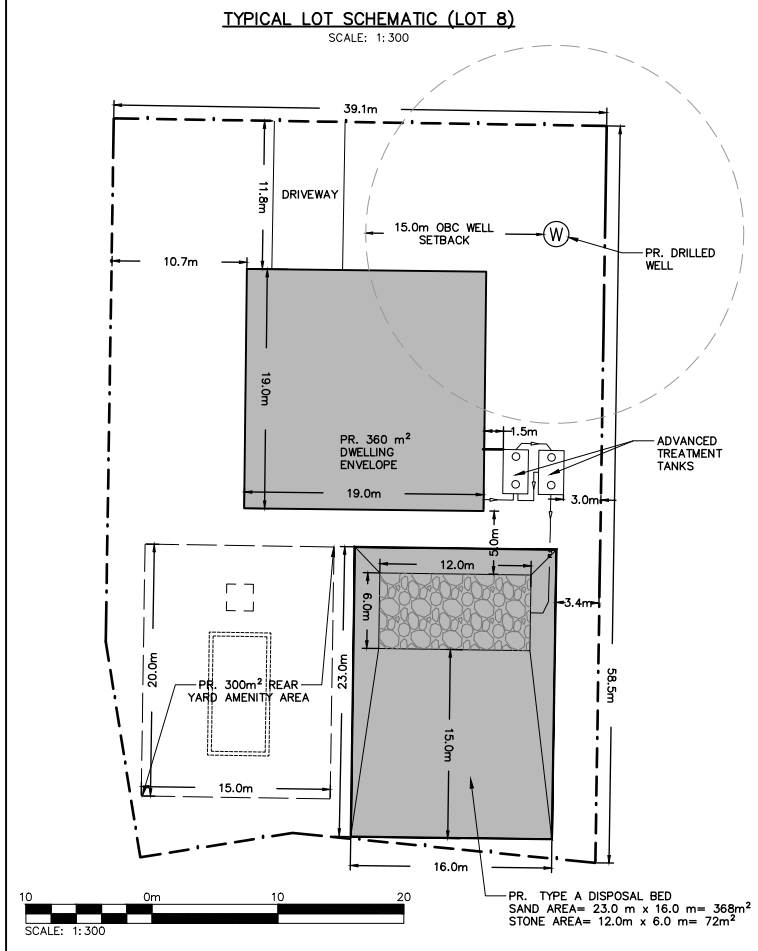 TYPICAL LOT SCHEMATIC (LOT 8)
SCALE: 1:300
39.1m
11.8m
DRIVEWAY
15.0m OBC WELL
SETBACK
W
PR. DRILLED
WELL
10.7m
19.0m
PR. 360 m²
DWELLING
ENVELOPE
19.0m
1.5m
ADVANCED
TREATMENT
TANKS
3.0m
5.0m
12.0m
6.0m
3.4m
20.0m
23.0m
58.5m
PR. 300m² REAR
YARD AMENITY AREA
15.0m
15.0m
16.0m
PR. TYPE A DISPOSAL BED
SAND AREA= 23.0 m x 16.0 m= 368m²
STONE AREA= 12.0m x 6.0 m= 72m²
10 0m 10 20
SCALE: 1:300